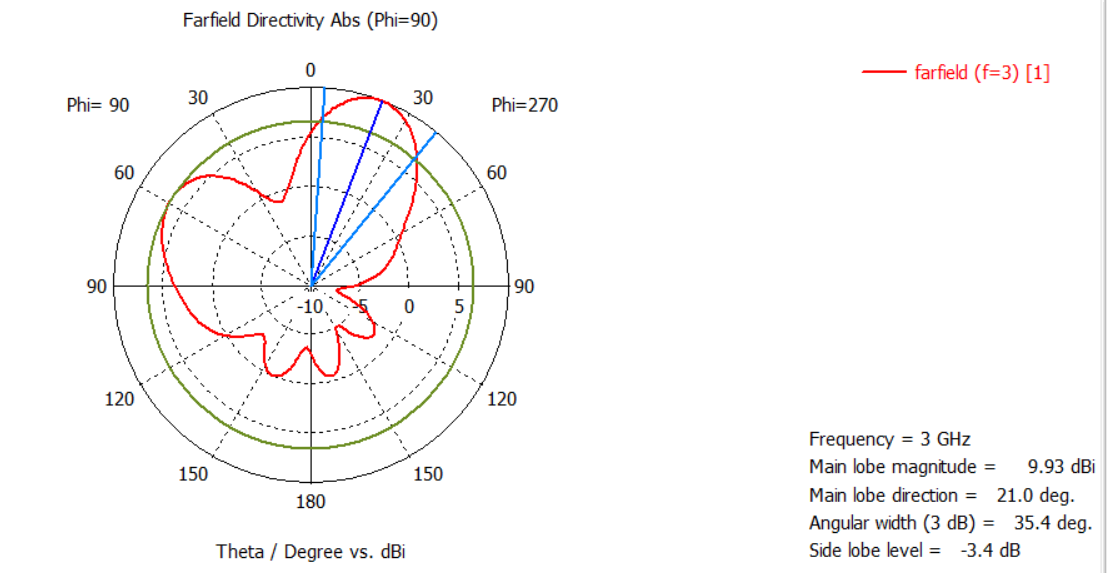 Farfield Directivity Abs (Phi=90)
farfield (f=3) [1]
0
Phi= 90 30 30 Phi=270
60 60
90 -10 -5 0 5 90
120 120
150 150
180
Theta / Degree vs. dBi
Frequency = 3 GHz
Main lobe magnitude = 9.93 dBi
Main lobe direction = 21.0 deg.
Angular width (3 dB) = 35.4 deg.
Side lobe level = -3.4 dB